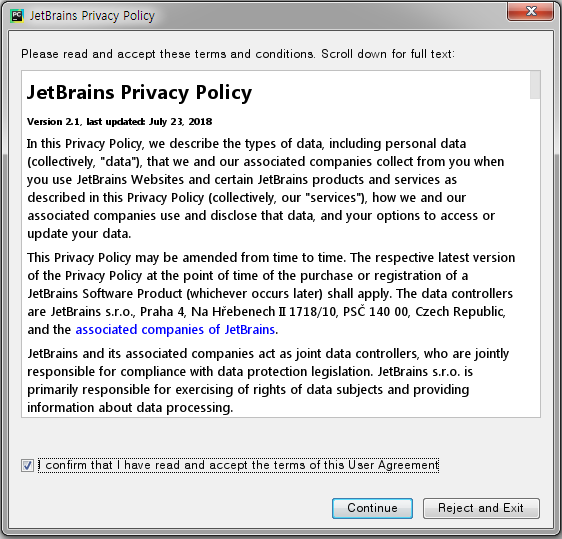 PC
JetBrains Privacy Policy
Please read and accept these terms and conditions. Scroll down for full text:
JetBrains Privacy Policy
Version 2.1, last updated: July 23, 2018
In this Privacy Policy, we describe the types of data, including personal data
(collectively, "data"), that we and our associated companies collect from you when
you use JetBrains Websites and certain JetBrains products and services as
described in this Privacy Policy (collectively, our "services"), how we and our
associated companies use and disclose that data, and your options to access or
update your data.
This Privacy Policy may be amended from time to time. The respective latest version
of the Privacy Policy at the point of time of the purchase or registration of a
JetBrains Software Product (whichever occurs later) shall apply. The data controllers
are JetBrains s.r.o., Praha 4, Na Hřebenech II 1718/10, PSČ 140 00, Czech Republic,
and the associated companies of JetBrains.
JetBrains and its associated companies act as joint data controllers, who are jointly
responsible for compliance with data protection legislation. JetBrains s.r.o. is
primarily responsible for exercising of rights of data subjects and providing
information about data processing.
I confirm that I have read and accept the terms of this User Agreement
Continue
Reject and Exit